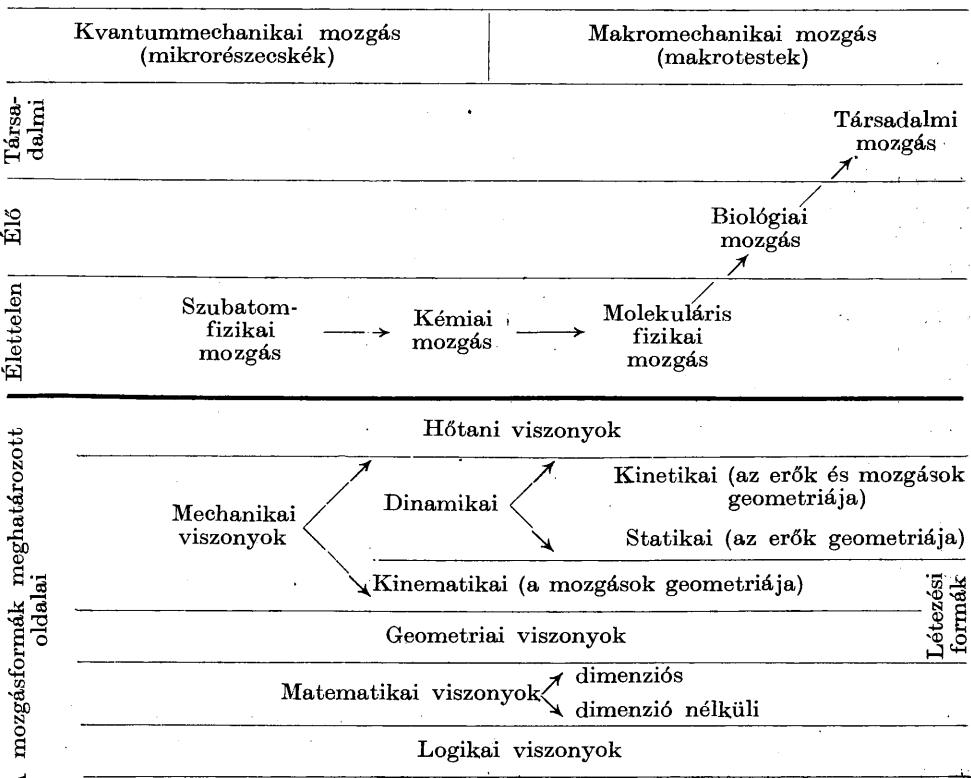 Kvantummechanikai mozgás
(mikrorészecskék)
Makromechanikai mozgás
(makrotestek)
Társa-
dalmi
Társadalmi
mozgás
Élő
Biológiai
mozgás
Élettelen
Szubatom-
fizikai
mozgás
Kémiai
mozgás
Molekuláris
fizikai
mozgás
mozgásformák meghatározott
oldalai
Hőtani viszonyok
Mechanikai
viszonyok
Dinamikai
Kinetikai (az erők és mozgások
geometriája)
Statikai (az erők geometriája)
Kinematikai (a mozgások geometriája)
Létezési
formák
Geometriai viszonyok
Matematikai viszonyok
dimenziós
dimenzió nélküli
Logikai viszonyok